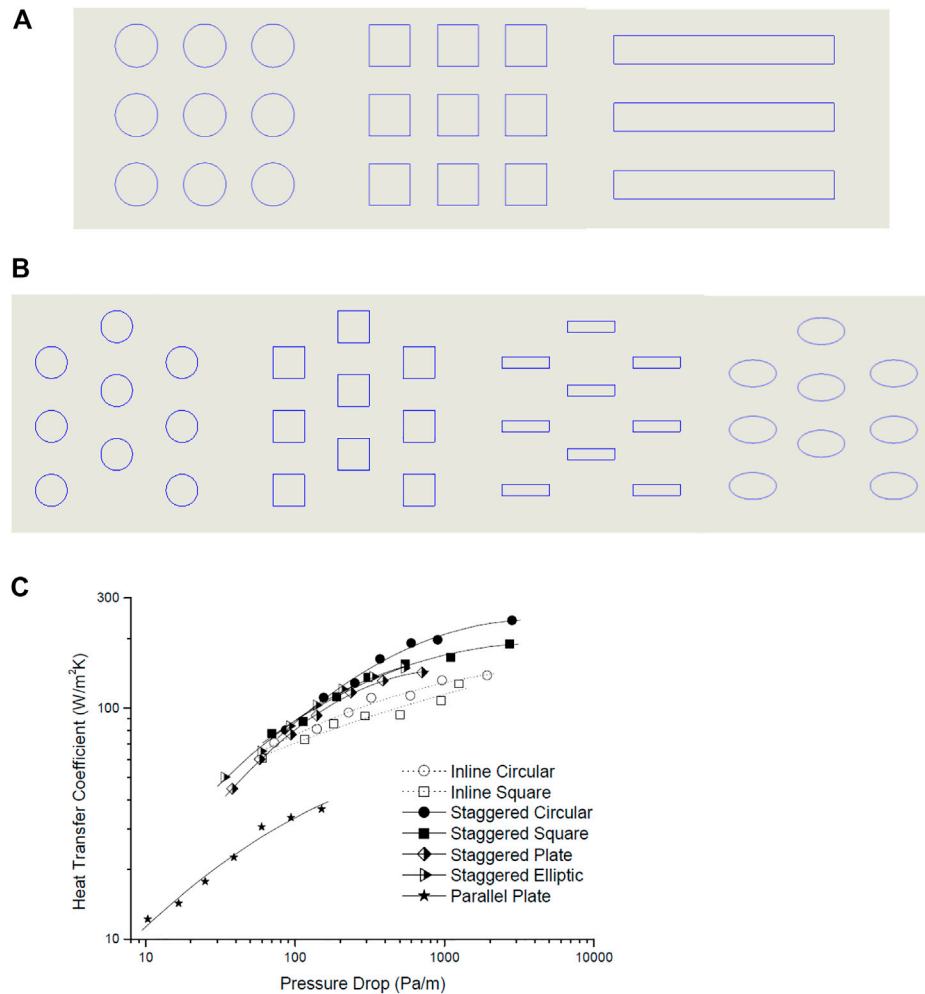 A
B
C
300
100
10
Heat Transfer Coefficient (W/m²K)
Inline Circular
Inline Square
Staggered Circular
Staggered Square
Staggered Plate
Staggered Elliptic
Parallel Plate
10 100 1000 10000
Pressure Drop (Pa/m)